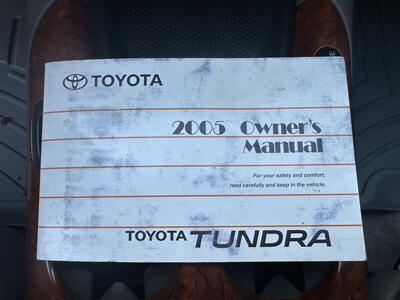 TOYOTA
2005 Owner's
Manual
For your safety and comfort,
read carefully and keep in the vehicle.
TOYOTA TUNDRA